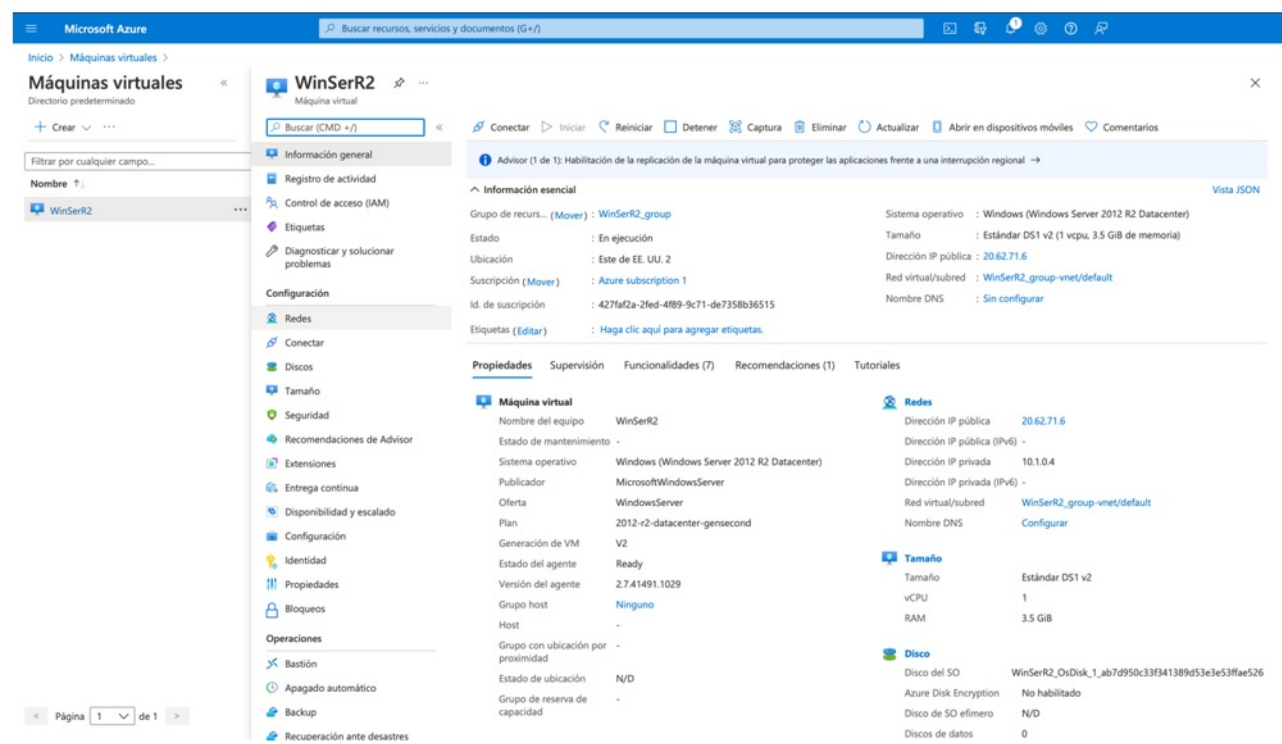 Microsoft Azure
Buscar recursos, servicios y documentos (G+/)
1
Inicio > Máquinas virtuales >
Máquinas virtuales
Directorio predeterminado
Crear
Filtrar por cualquier campo...
Nombre ↑↓
WinSerR2
Página 1 de 1
WinSerR2
Máquina virtual
Buscar (CMD +/)
Información general
Registro de actividad
Control de acceso (IAM)
Etiquetas
Diagnosticar y solucionar
problemas
Configuración
Redes
Conectar
Discos
Tamaño
Seguridad
Recomendaciones de Advisor
Extensiones
Entrega continua
Disponibilidad y escalado
Configuración
Identidad
Propiedades
Bloqueos
Operaciones
Bastión
Apagado automático
Backup
Recuperación ante desastres
Conectar Iniciar Reiniciar Detener Captura Eliminar Actualizar Abrir en dispositivos móviles Comentarios
Advisor (1 de 1): Habilitación de la replicación de la máquina virtual para proteger las aplicaciones frente a una interrupción regional →
Información esencial
Vista JSON
Grupo de recurs... (Mover) : WinSerR2_group
Estado : En ejecución
Ubicación : Este de EE. UU. 2
Suscripción (Mover) : Azure subscription 1
Id. de suscripción : 427faf2a-2fed-4f89-9c71-de7358b36515
Etiquetas (Editar) : Haga clic aquí para agregar etiquetas.
Sistema operativo : Windows (Windows Server 2012 R2 Datacenter)
Tamaño : Estándar DS1 v2 (1 vcpu, 3.5 GiB de memoria)
Dirección IP pública : 20.62.71.6
Red virtual/subred : WinSerR2_group-vnet/default
Nombre DNS : Sin configurar
Propiedades Supervisión Funcionalidades (7) Recomendaciones (1) Tutoriales
Máquina virtual
Nombre del equipo WinSerR2
Estado de mantenimiento -
Sistema operativo Windows (Windows Server 2012 R2 Datacenter)
Publicador MicrosoftWindowsServer
Oferta WindowsServer
Plan 2012-r2-datacenter-gensecond
Generación de VM V2
Estado del agente Ready
Versión del agente 2.7.41491.1029
Grupo host Ninguno
Host -
Grupo con ubicación por -
proximidad
Estado de ubicación N/D
Grupo de reserva de -
capacidad
Redes
Dirección IP pública 20.62.71.6
Dirección IP pública (IPv6) -
Dirección IP privada 10.1.0.4
Dirección IP privada (IPv6) -
Red virtual/subred WinSerR2_group-vnet/default
Nombre DNS Configurar
Tamaño
Tamaño Estándar DS1 v2
vCPU 1
RAM 3.5 GiB
Disco
Disco del SO WinSerR2_OsDisk_1_ab7d950c33f341389d53e3e53ffae526
Azure Disk Encryption No habilitado
Disco de SO efímero N/D
Discos de datos 0